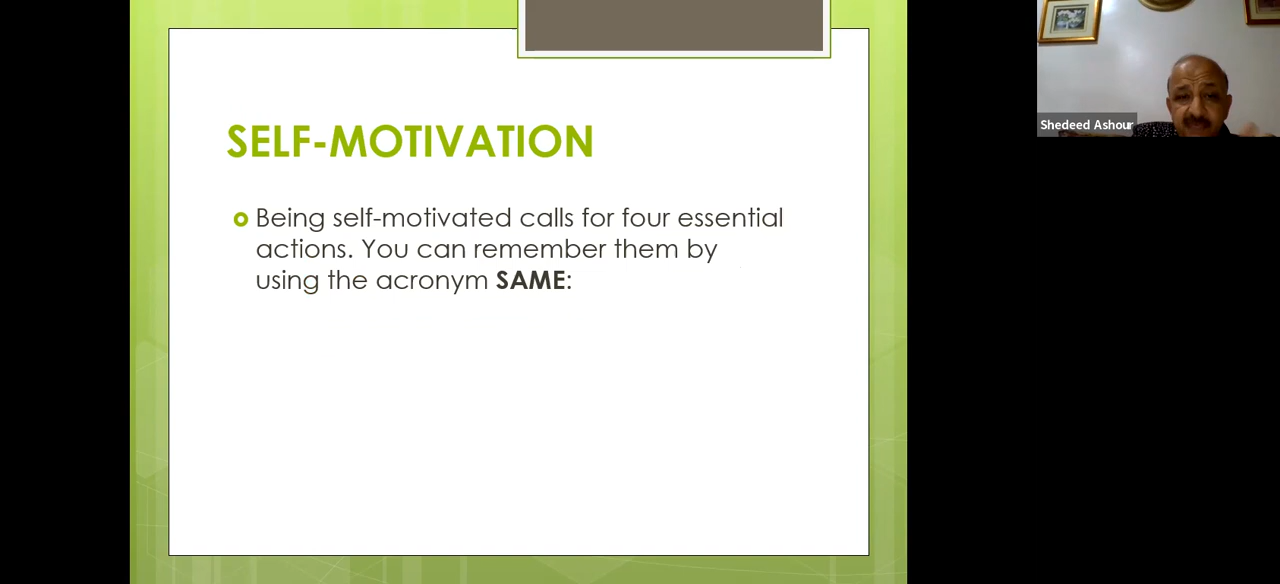 SELF-MOTIVATION
Being self-motivated calls for four essential
actions. You can remember them by
using the acronym SAME:
Shedeed Ashour